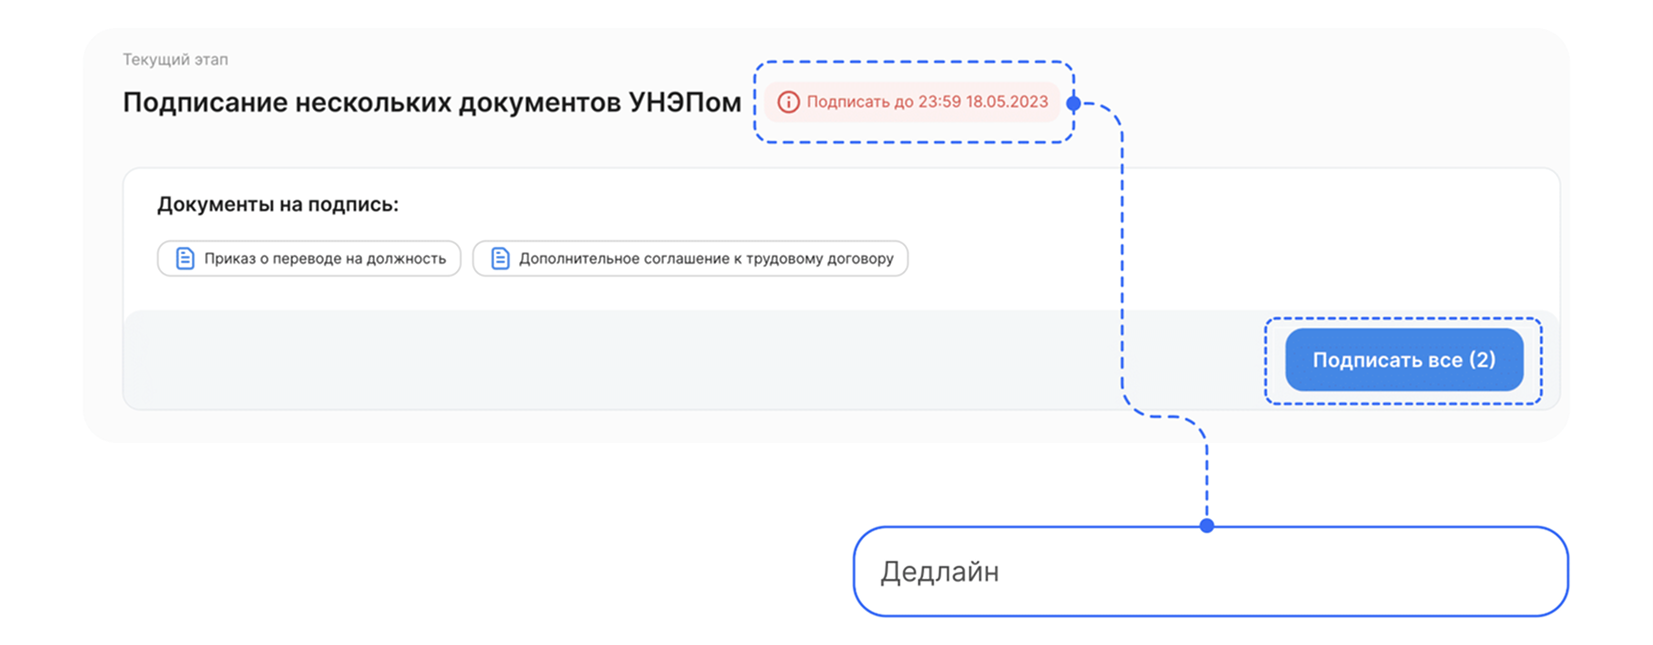 Текущий этап
Подписание нескольких документов УНЭПом
Подписать до 23:59 18.05.2023
Документы на подпись:
Приказ о переводе на должность
Дополнительное соглашение к трудовому договору
Подписать все (2)
Дедлайн